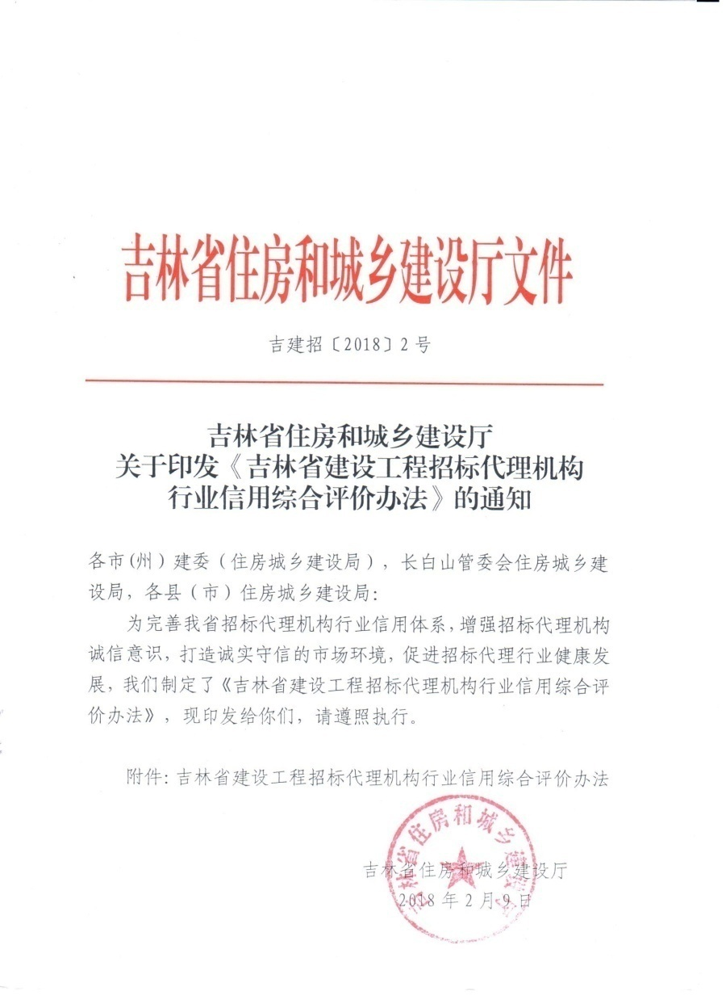 吉林省住房和城乡建设厅文件
吉建招〔2018〕2号
吉林省住房和城乡建设厅
关于印发《吉林省建设工程招标代理机构
行业信用综合评价办法》的通知
各市(州)建委(住房城乡建设局),长白山管委会住房城乡建
设局,各县(市)住房城乡建设局:
为完善我省招标代理机构行业信用体系,增强招标代理机构
诚信意识,打造诚实守信的市场环境,促进招标代理行业健康发
展,我们制定了《吉林省建设工程招标代理机构行业信用综合评
价办法》,现印发给你们,请遵照执行。
附件:吉林省建设工程招标代理机构行业信用综合评价办法
吉林省住房和城乡建设厅
吉林省住房和城乡建设厅
2018年2月9日